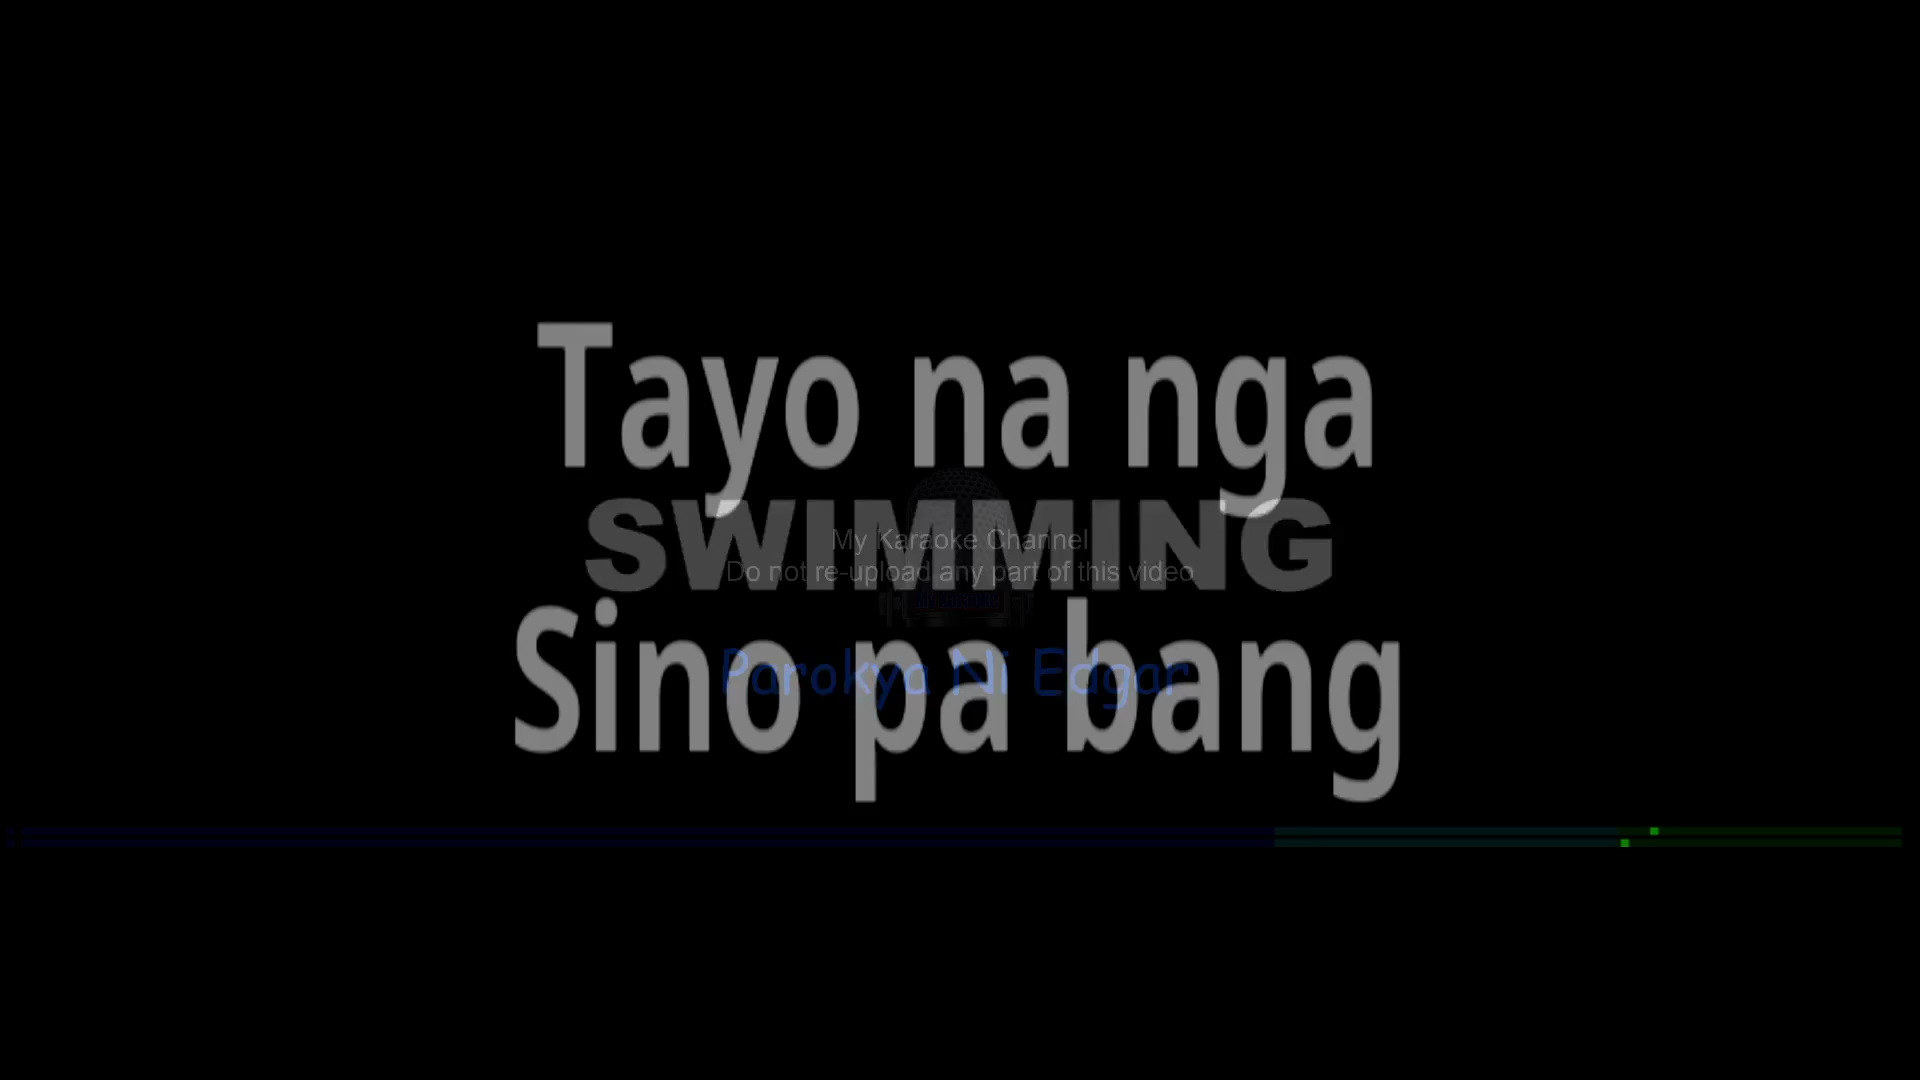 Tayo na nga
SWIMMING
My Karaoke Channel
Do not re-upload any part of this video
Sino pa bang
Parokya Ni Edgar